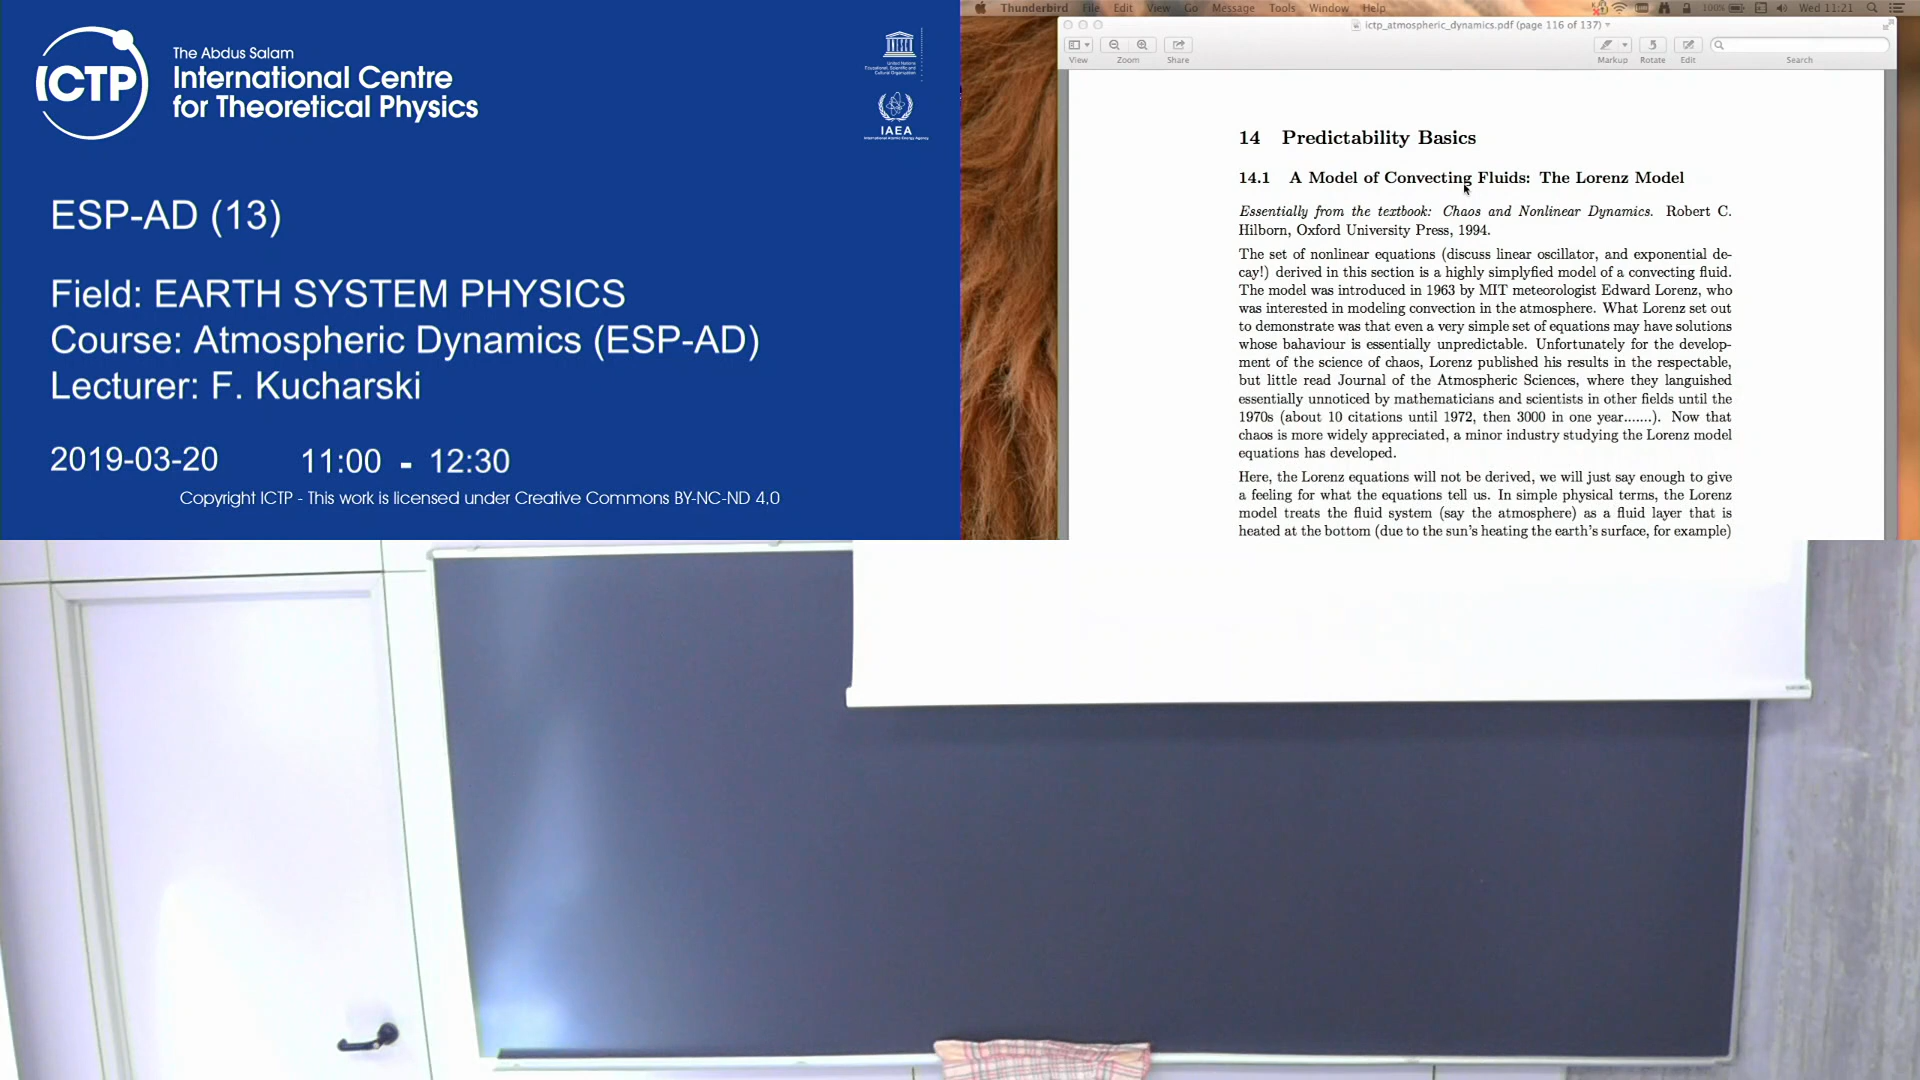 ICTP
The Abdus Salam
International Centre
for Theoretical Physics
United Nations
Educational, Scientific and
Cultural Organization
IAEA
International Atomic Energy Agency
ESP-AD (13)
Field: EARTH SYSTEM PHYSICS
Course: Atmospheric Dynamics (ESP-AD)
Lecturer: F. Kucharski
2019-03-20 11:00 - 12:30
Copyright ICTP - This work is licensed under Creative Commons BY-NC-ND 4,0
Thunderbird File Edit View Go Message Tools Window Help 100% Wed 11:21
ictp_atmospheric_dynamics.pdf (page 116 of 137)
View Zoom Share Markup Rotate Edit Search
14 Predictability Basics
14.1 A Model of Convecting Fluids: The Lorenz Model
Essentially from the textbook: Chaos and Nonlinear Dynamics. Robert C.
Hilborn, Oxford University Press, 1994.
The set of nonlinear equations (discuss linear oscillator, and exponential de-
cay!) derived in this section is a highly simplyfied model of a convecting fluid.
The model was introduced in 1963 by MIT meteorologist Edward Lorenz, who
was interested in modeling convection in the atmosphere. What Lorenz set out
to demonstrate was that even a very simple set of equations may have solutions
whose bahaviour is essentially unpredictable. Unfortunately for the develop-
ment of the science of chaos, Lorenz published his results in the respectable,
but little read Journal of the Atmospheric Sciences, where they languished
essentially unnoticed by mathematicians and scientists in other fields until the
1970s (about 10 citations until 1972, then 3000 in one year.......). Now that
chaos is more widely appreciated, a minor industry studying the Lorenz model
equations has developed.
Here, the Lorenz equations will not be derived, we will just say enough to give
a feeling for what the equations tell us. In simple physical terms, the Lorenz
model treats the fluid system (say the atmosphere) as a fluid layer that is
heated at the bottom (due to the sun's heating the earth's surface, for example)